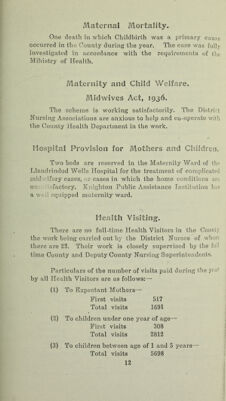 Maternal Mortality.
One death in which Childbirth was a primary cause
occurred in the County during the year. The case was fully
investigated in accordance with the requirements of the
Ministry of Health.
Maternity and Child Welfare.
Midwives Act, 1936.
The scheme is working satisfactorily. The District
Nursing Associations are anxious to help and co-operate with
the County Health Department in the work.
Hospital Provision for Mothers and Children.
Two beds are reserved in the Maternity Ward of the
Llandrindod Wells Hospital for the treatment of complicated
midwifery cases, or cases in which the home conditions are
unsatisfactory. Knighton Public Assistance Institution has
a well equipped maternity ward.
Health Visiting.
There are no full-time Health Visitors in the County
the work being carried out by the District Nurses of whom
there are 22. Their work is closely supervised by the full
time County and Deputy County Nursing Superintendents.
Particulars of the number of visits paid during the year
by all Health Visitors are as follows:—
(1) To Expectant Mothers—
First visits 517
Total visits 1691
(2) To children under one year of age—
First visits 308
Total visits 2812
(3) To children between age of 1 and 5 years—
Total visits 5698
12